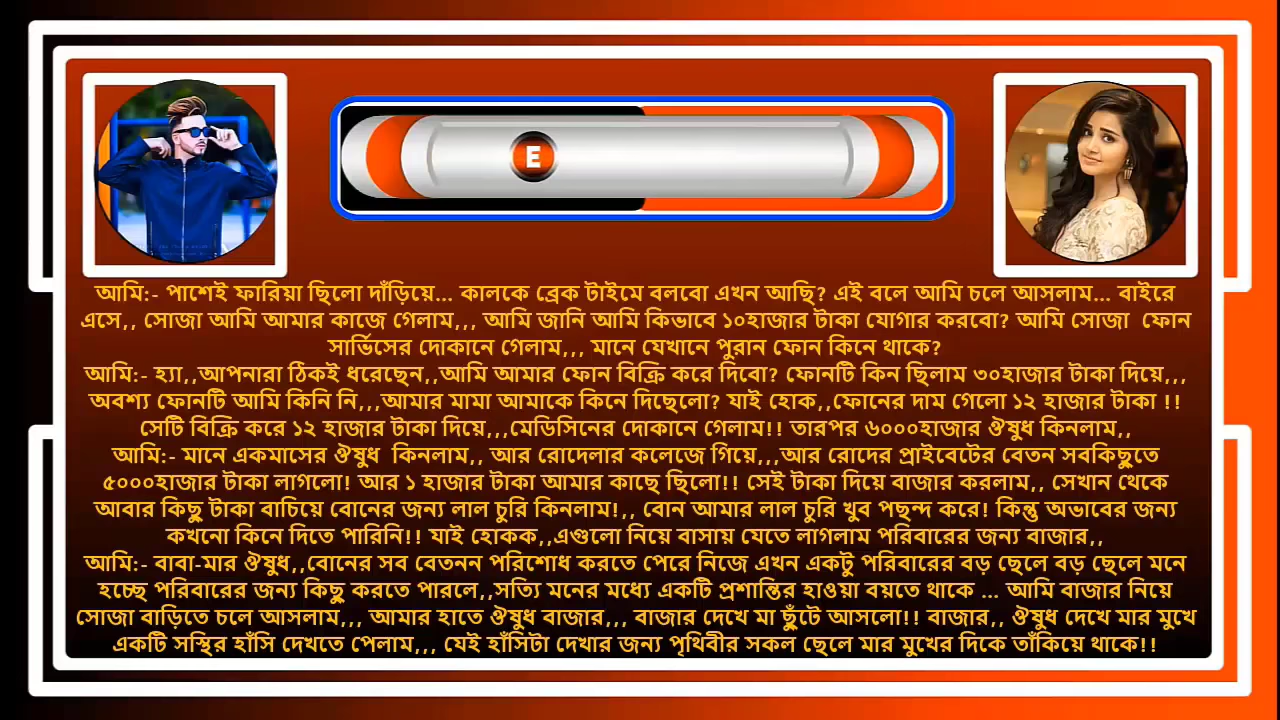 E
আমি:- পাশেই ফারিয়া ছিলো দাঁড়িয়ে... কালকে ব্রেক টাইমে বলবো এখন আছি? এই বলে আমি চলে আসলাম... বাইরে
এসে,, সোজা আমি আমার কাজে গেলাম,,, আমি জানি আমি কিভাবে ১০হাজার টাকা যোগার করবো? আমি সোজা ফোন
সার্ভিসের দোকানে গেলাম,,, মানে যেখানে পুরান ফোন কিনে থাকে?
আমি:- হ্যা,,আপনারা ঠিকই ধরেছেন,,আমি আমার ফোন বিক্রি করে দিবো? ফোনটি কিন ছিলাম ৩০হাজার টাকা দিয়ে,,,
অবশ্য ফোনটি আমি কিনি নি,,,আমার মামা আমাকে কিনে দিছেলো? যাই হোক,,ফোনের দাম গেলো ১২ হাজার টাকা !!
সেটি বিক্রি করে ১২ হাজার টাকা দিয়ে,,,মেডিসিনের দোকানে গেলাম!! তারপর ৬০০০হাজার ঔষুধ কিনলাম,,
আমি:- মানে একমাসের ঔষুধ কিনলাম,, আর রোদেলার কলেজে গিয়ে,,,আর রোদের প্রাইবেটের বেতন সবকিছুতে
৫০০০হাজার টাকা লাগলো! আর ১ হাজার টাকা আমার কাছে ছিলো!! সেই টাকা দিয়ে বাজার করলাম,, সেখান থেকে
আবার কিছু টাকা বাচিয়ে বোনের জন্য লাল চুরি কিনলাম!,, বোন আমার লাল চুরি খুব পছন্দ করে! কিন্তু অভাবের জন্য
কখনো কিনে দিতে পারিনি!! যাই হোকক,,এগুলো নিয়ে বাসায় যেতে লাগলাম পরিবারের জন্য বাজার,,
আমি:- বাবা-মার ঔষুধ,,বোনের সব বেতনন পরিশোধ করতে পেরে নিজে এখন একটু পরিবারের বড় ছেলে বড় ছেলে মনে
হচ্ছে পরিবারের জন্য কিছু করতে পারলে,,সত্যি মনের মধ্যে একটি প্রশান্তির হাওয়া বয়তে থাকে ... আমি বাজার নিয়ে
সোজা বাড়িতে চলে আসলাম,,, আমার হাতে ঔষুধ বাজার,,, বাজার দেখে মা ছুঁটে আসলো!! বাজার,, ঔষুধ দেখে মার মুখে
একটি সস্থির হাঁসি দেখতে পেলাম,,, যেই হাঁসিটা দেখার জন্য পৃথিবীর সকল ছেলে মার মুখের দিকে তাঁকিয়ে থাকে!!